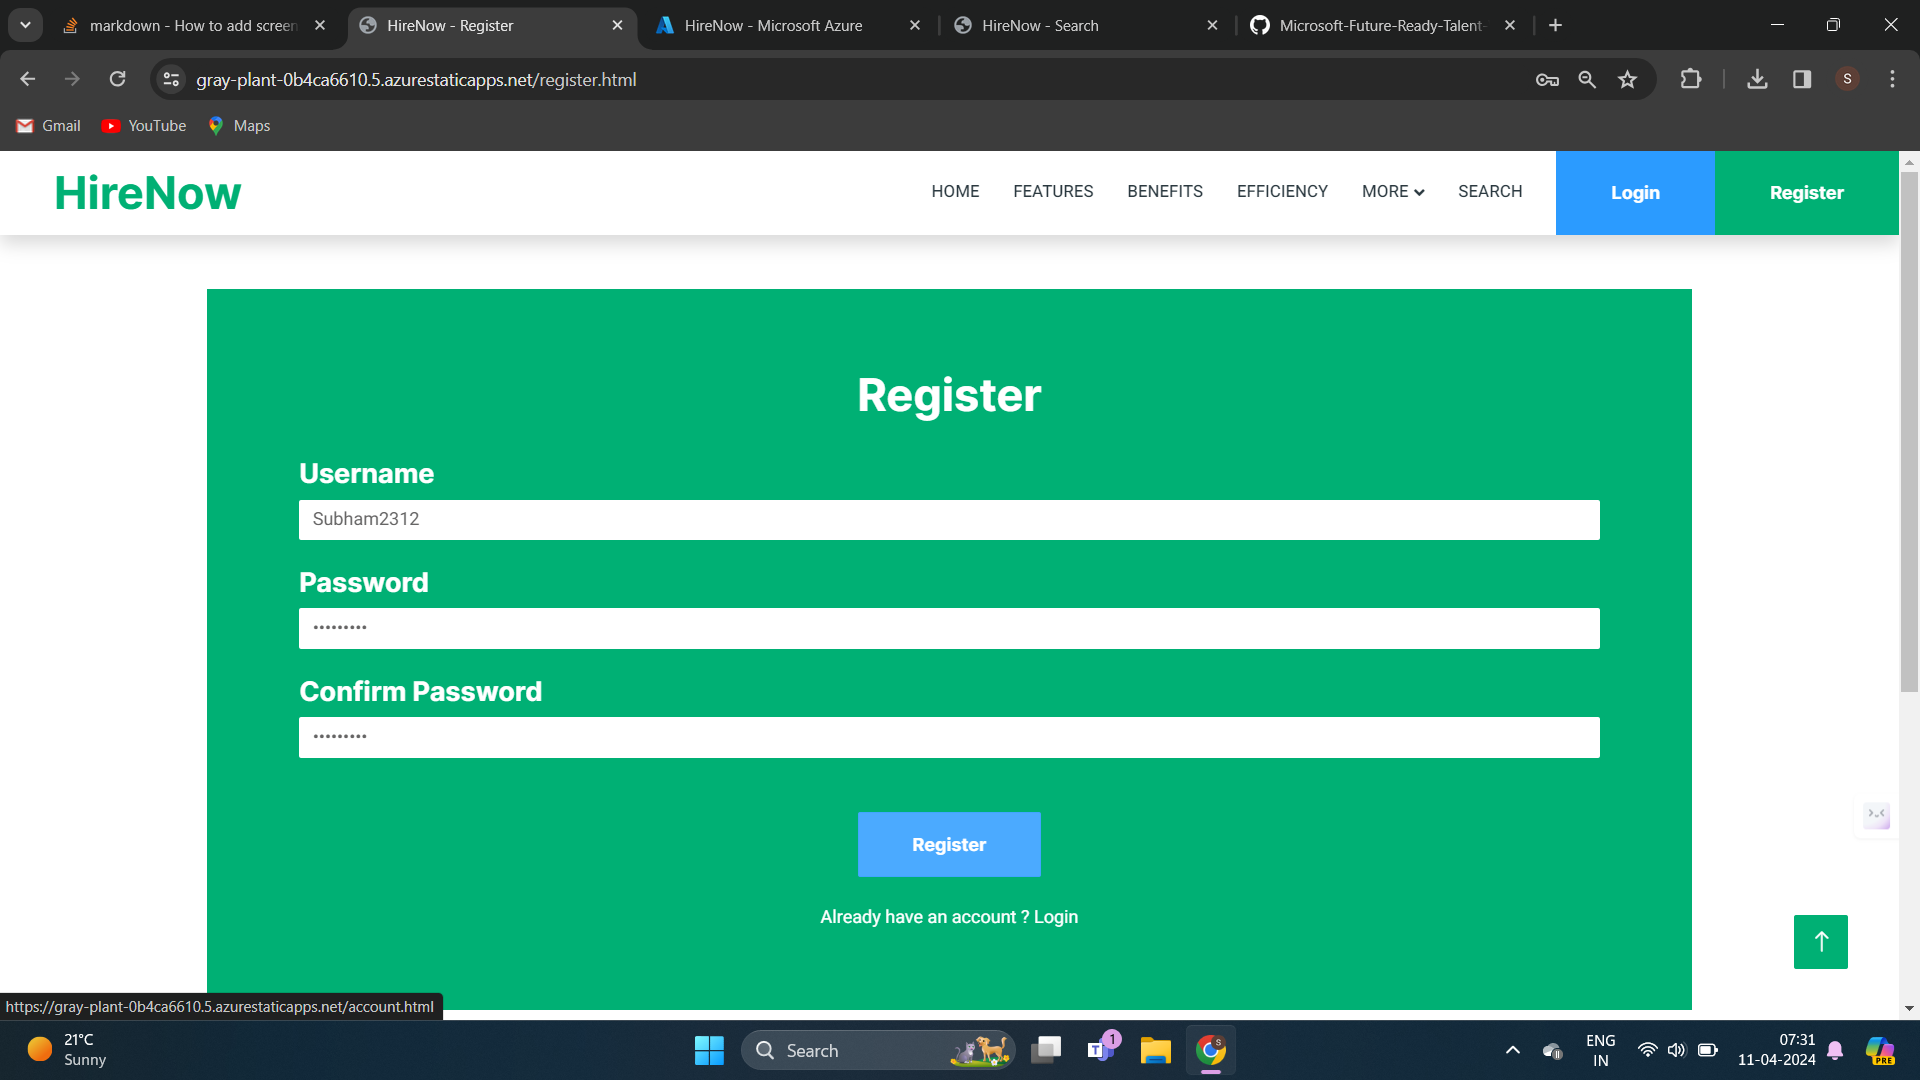 markdown - How to add screen
HireNow - Register
HireNow - Microsoft Azure
HireNow - Search
Microsoft-Future-Ready-Talent-
gray-plant-0b4ca6610.5.azurestaticapps.net/register.html
S
Gmail
YouTube
Maps
HireNow
HOME
FEATURES
BENEFITS
EFFICIENCY
MORE
SEARCH
Login
Register
Register
Username
Subham2312
Password
•••••••••
Confirm Password
•••••••••
Register
Already have an account ? Login
https://gray-plant-0b4ca6610.5.azurestaticapps.net/account.html
21°C
Sunny
Search
1
T
S
ENG
IN
07:31
11-04-2024
PRE